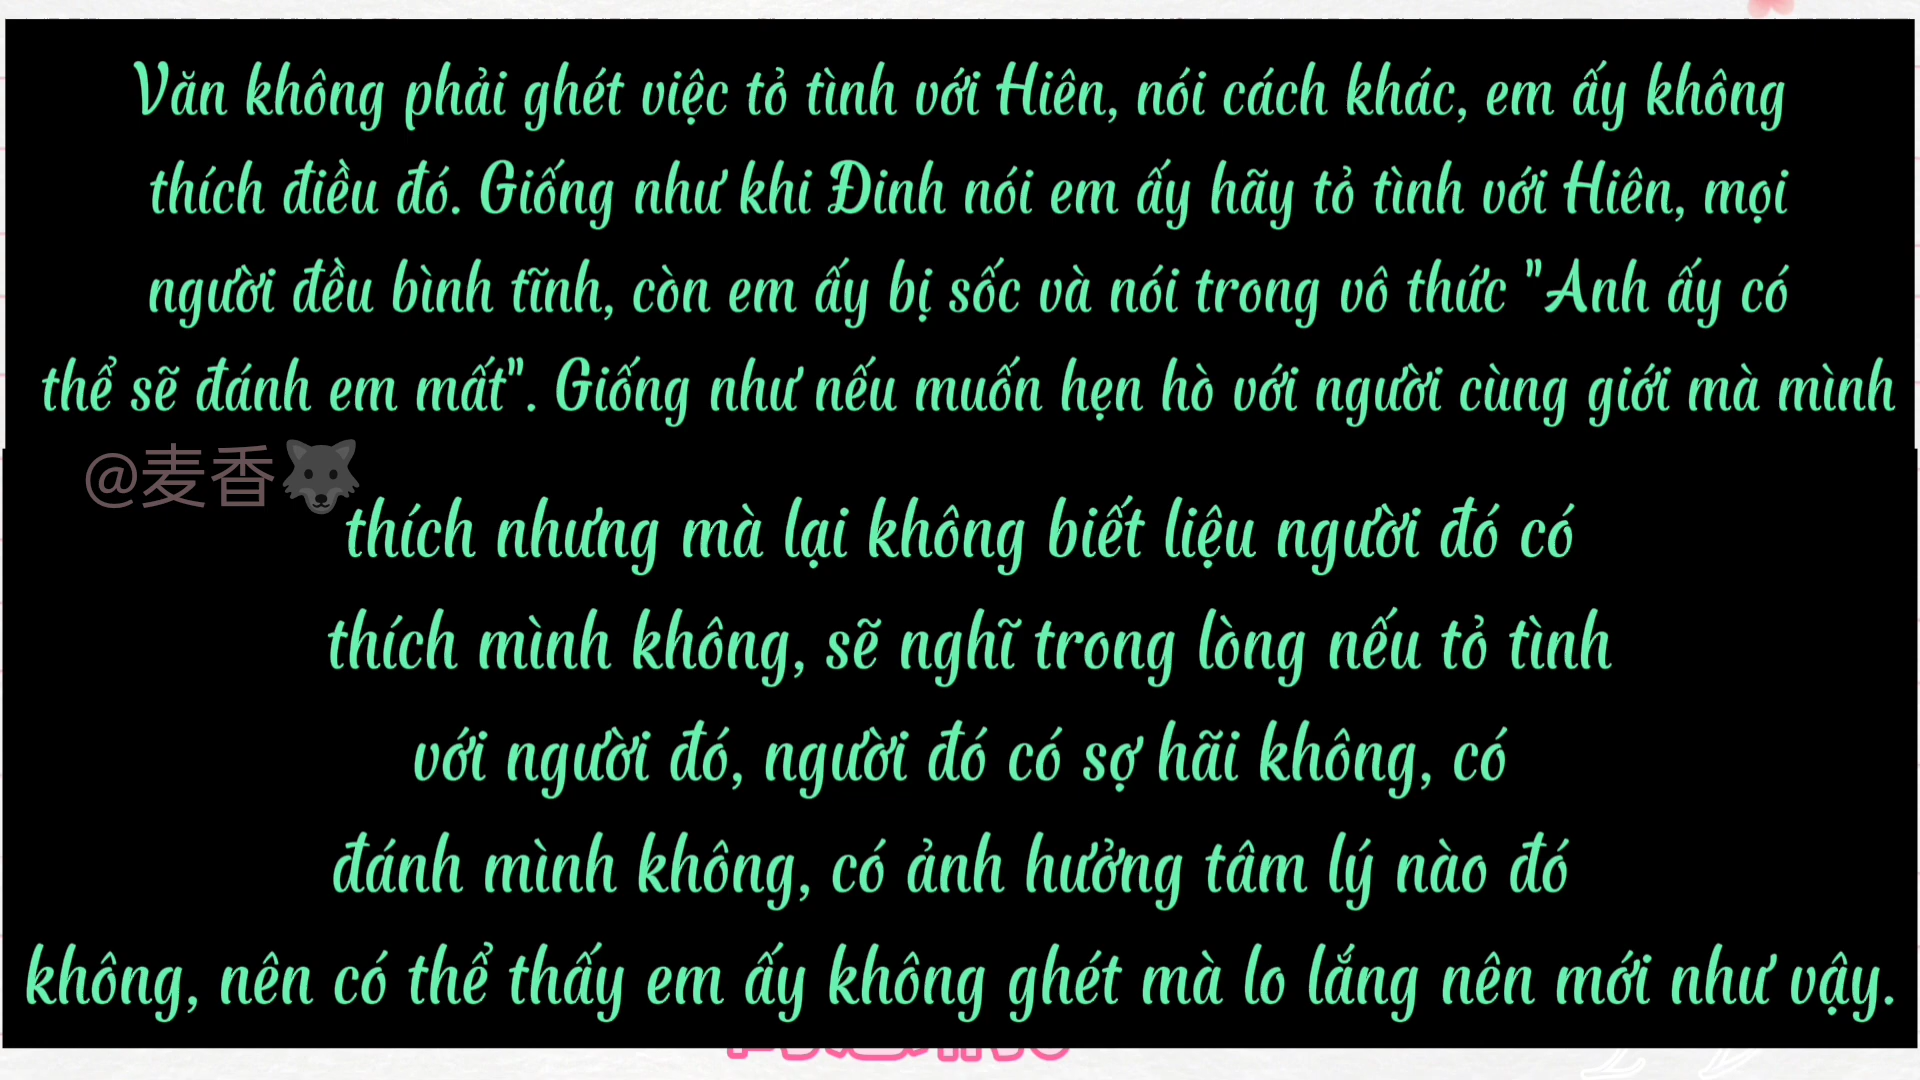 Văn không phải ghét việc tỏ tình với Hiên, nói cách khác, em ấy không
thích điều đó. Giống như khi Đinh nói em ấy hãy tỏ tình với Hiên, mọi
người đều bình tĩnh, còn em ấy bị sốc và nói trong vô thức "Anh ấy có
thể sẽ đánh em mất". Giống như nếu muốn hẹn hò với người cùng giới mà mình
@麦香
thích nhưng mà lại không biết liệu người đó có
thích mình không, sẽ nghĩ trong lòng nếu tỏ tình
với người đó, người đó có sợ hãi không, có
đánh mình không, có ảnh hưởng tâm lý nào đó
không, nên có thể thấy em ấy không ghét mà lo lắng nên mới như vậy.